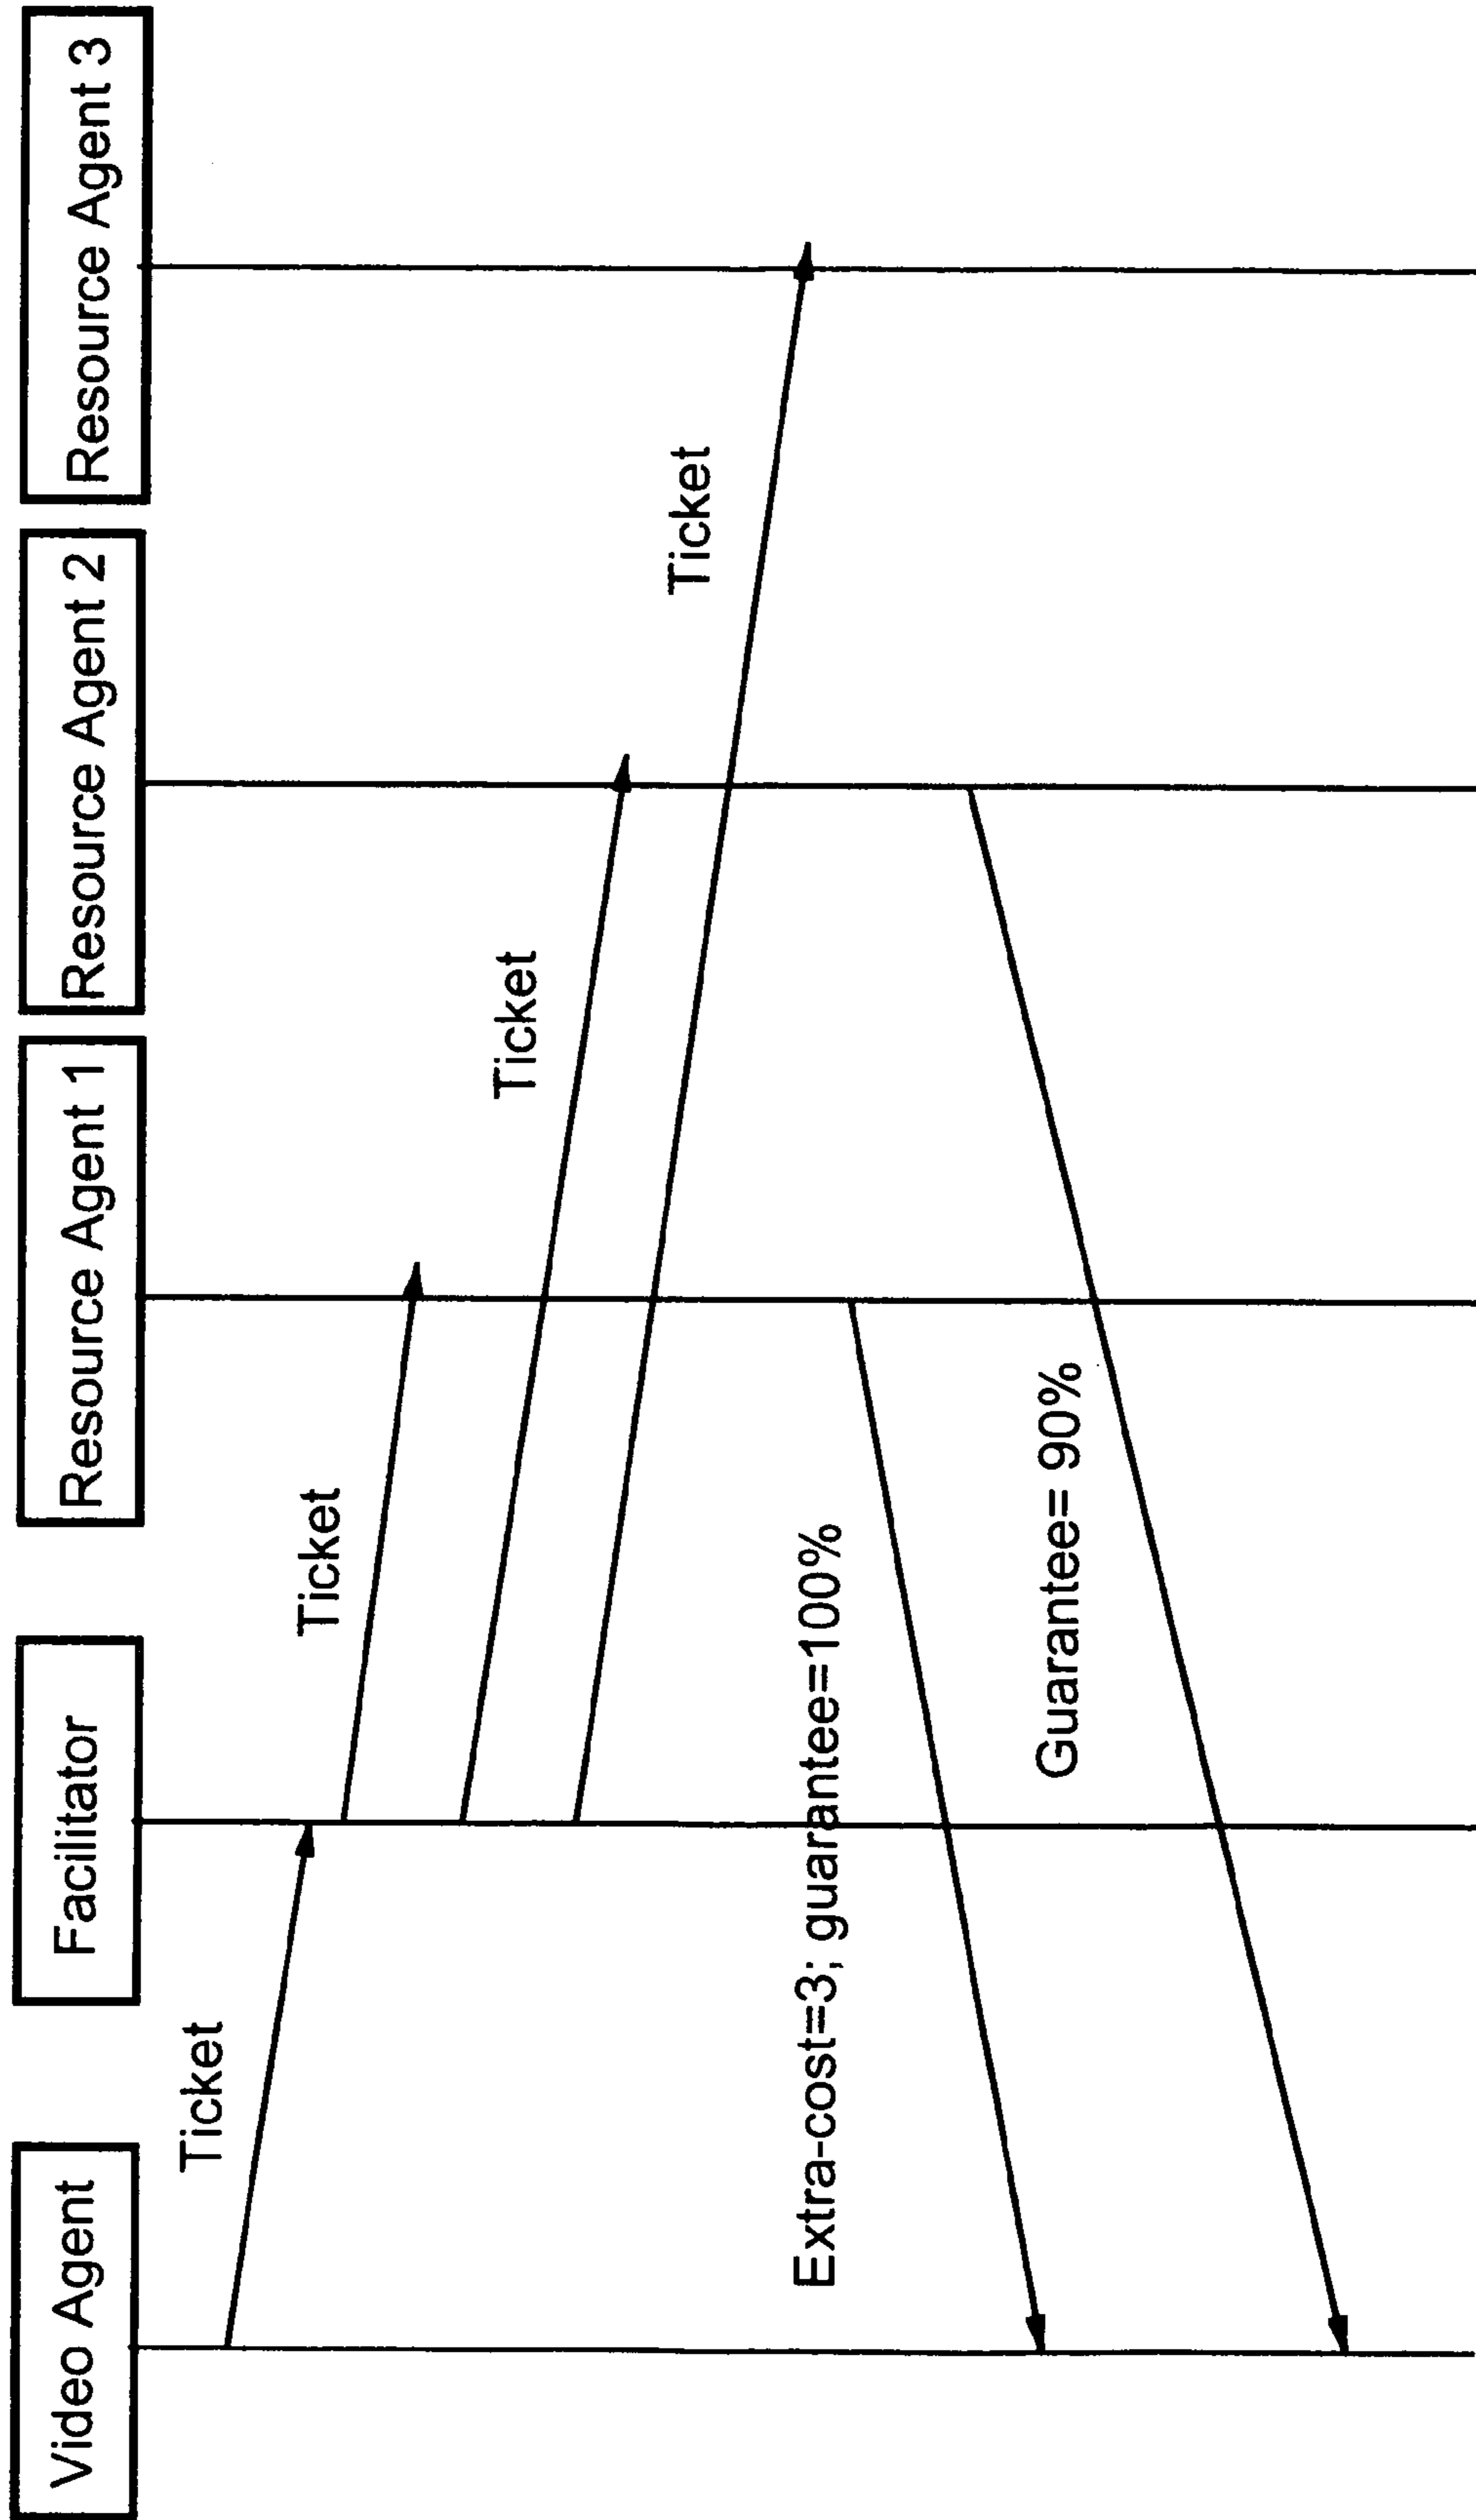 Video Agent
Facilitator
Resource Agent 1
Resource Agent 2
Resource Agent 3
Ticket
Ticket
Ticket
Ticket
Extra-cost=3; guarantee=100%
Guarantee= 90%